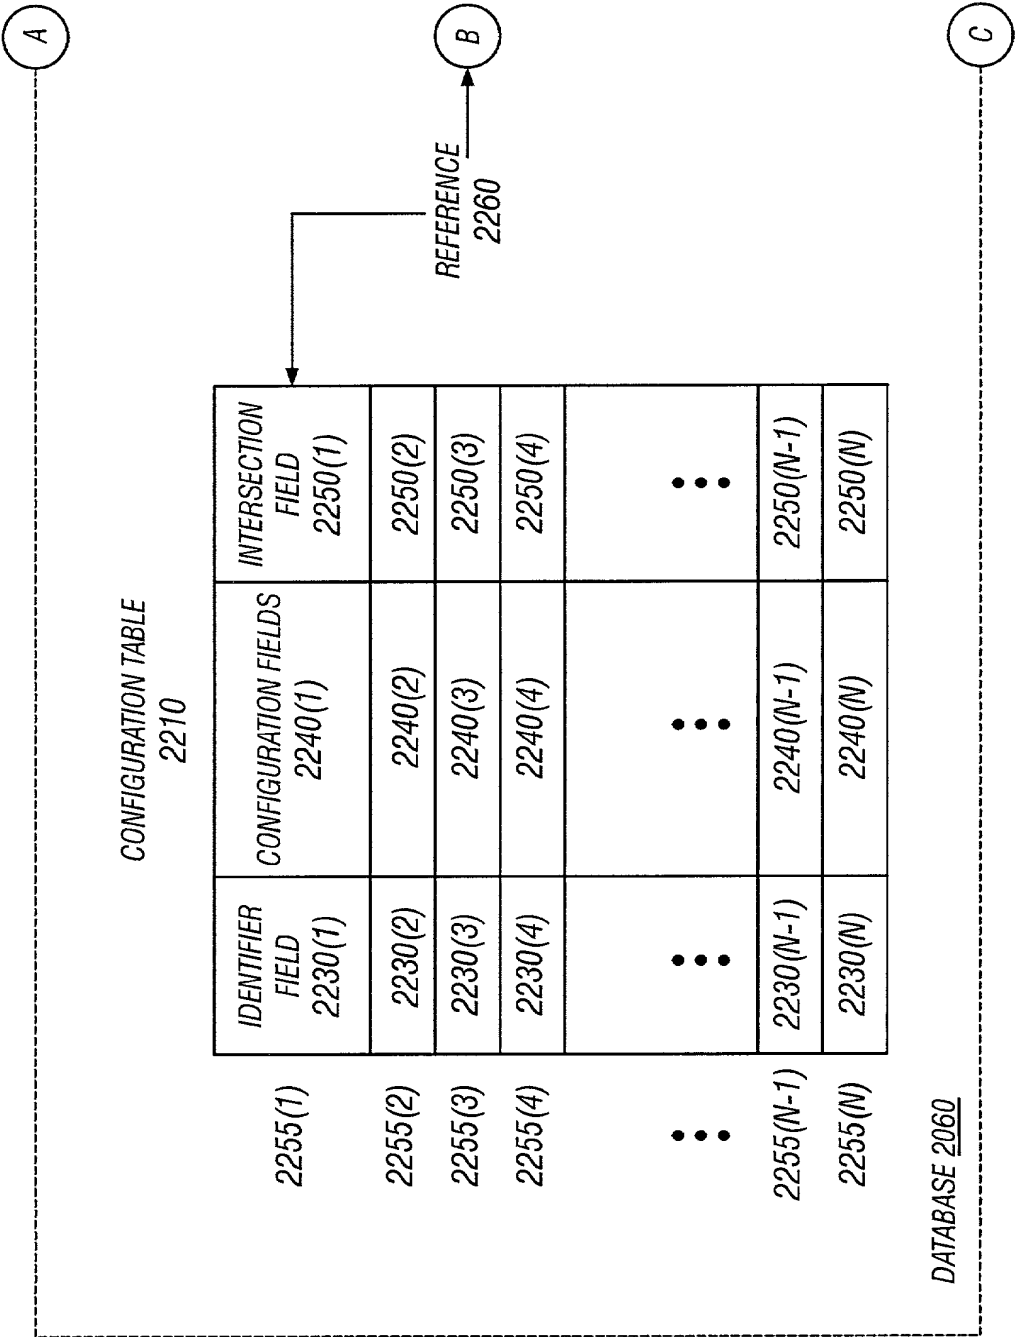 A
B
C
CONFIGURATION TABLE
2210
IDENTIFIER
FIELD
2230(1)
CONFIGURATION FIELDS
2240(1)
INTERSECTION
FIELD
2250(1)
2255(1)
2255(2)
2230(2)
2240(2)
2250(2)
2255(3)
2230(3)
2240(3)
2250(3)
2255(4)
2230(4)
2240(4)
2250(4)
2255(N-1)
2230(N-1)
2240(N-1)
2250(N-1)
2255(N)
2230(N)
2240(N)
2250(N)
REFERENCE
2260
DATABASE 2060